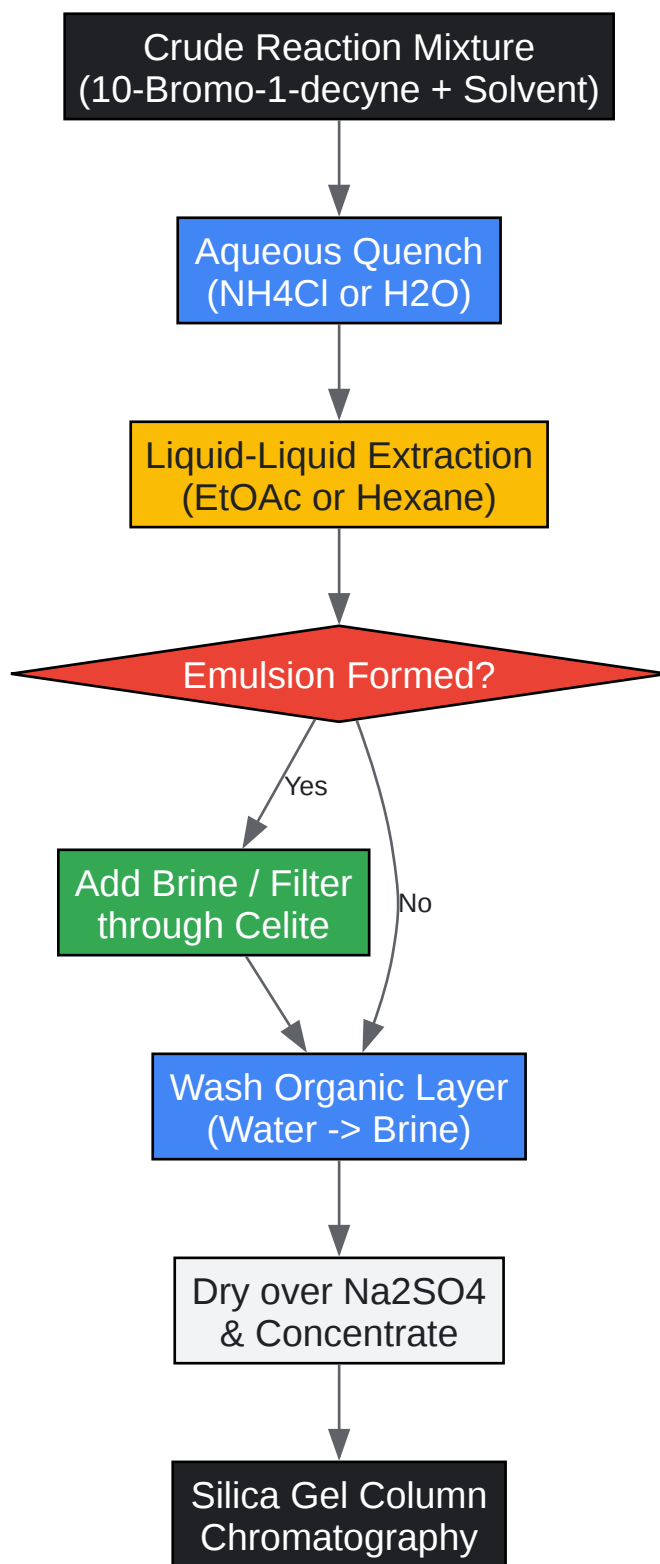 Crude Reaction Mixture
(10-Bromo-1-decyne + Solvent)
Aqueous Quench
(NH4Cl or H2O)
Liquid-Liquid Extraction
(EtOAc or Hexane)
Emulsion Formed?
Yes
Add Brine / Filter
through Celite
No
Wash Organic Layer
(Water -> Brine)
Dry over Na2SO4
& Concentrate
Silica Gel Column
Chromatography